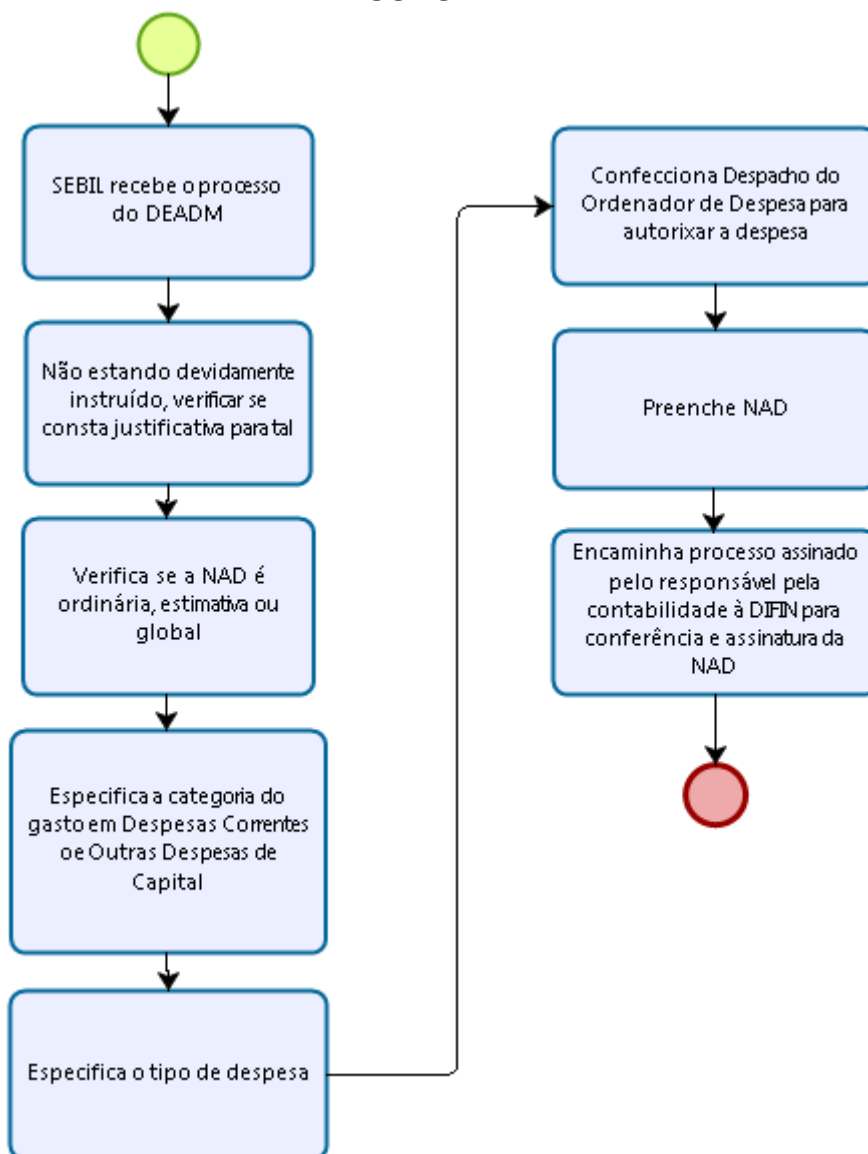 SEBIL recebe o processo
do DEADM
Não estando devidamente
instruído, verificar se
consta justificativa para tal
Verifica se a NAD é
ordinária, estimativa ou
global
Especifica a categoria do
gasto em Despesas Correntes
oe Outras Despesas de
Capital
Especifica o tipo de despesa
Confecciona Despacho do
Ordenador de Despesa para
autorixar a despesa
Preenche NAD
Encaminha processo assinado
pelo responsável pela
contabilidade à DIFIN para
conferência e assinatura da
NAD